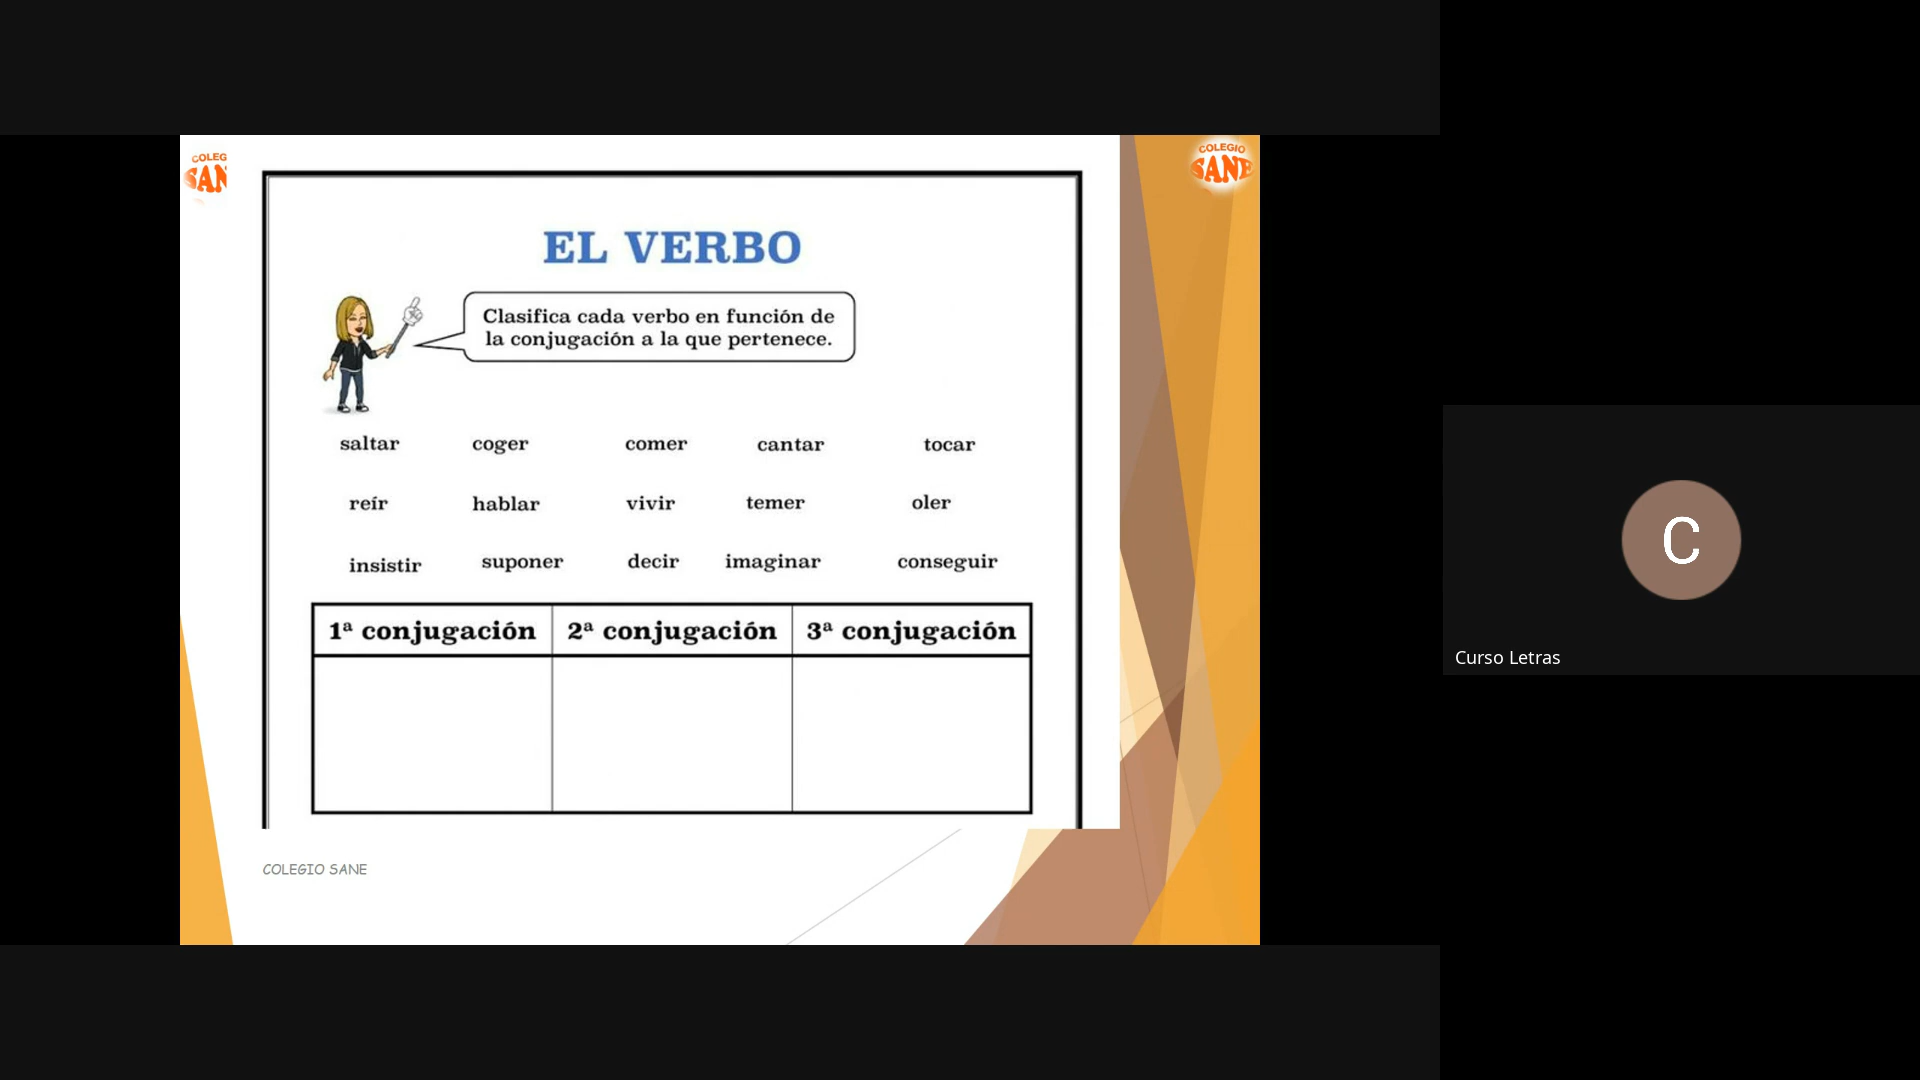 COLEG
SAN
COLEGIO
SANE
EL VERBO
Clasifica cada verbo en función de
la conjugación a la que pertenece.
saltar coger comer cantar tocar
reír hablar vivir temer oler
insistir suponer decir imaginar conseguir
1ª conjugación 2ª conjugación 3ª conjugación
COLEGIO SANE
C
Curso Letras